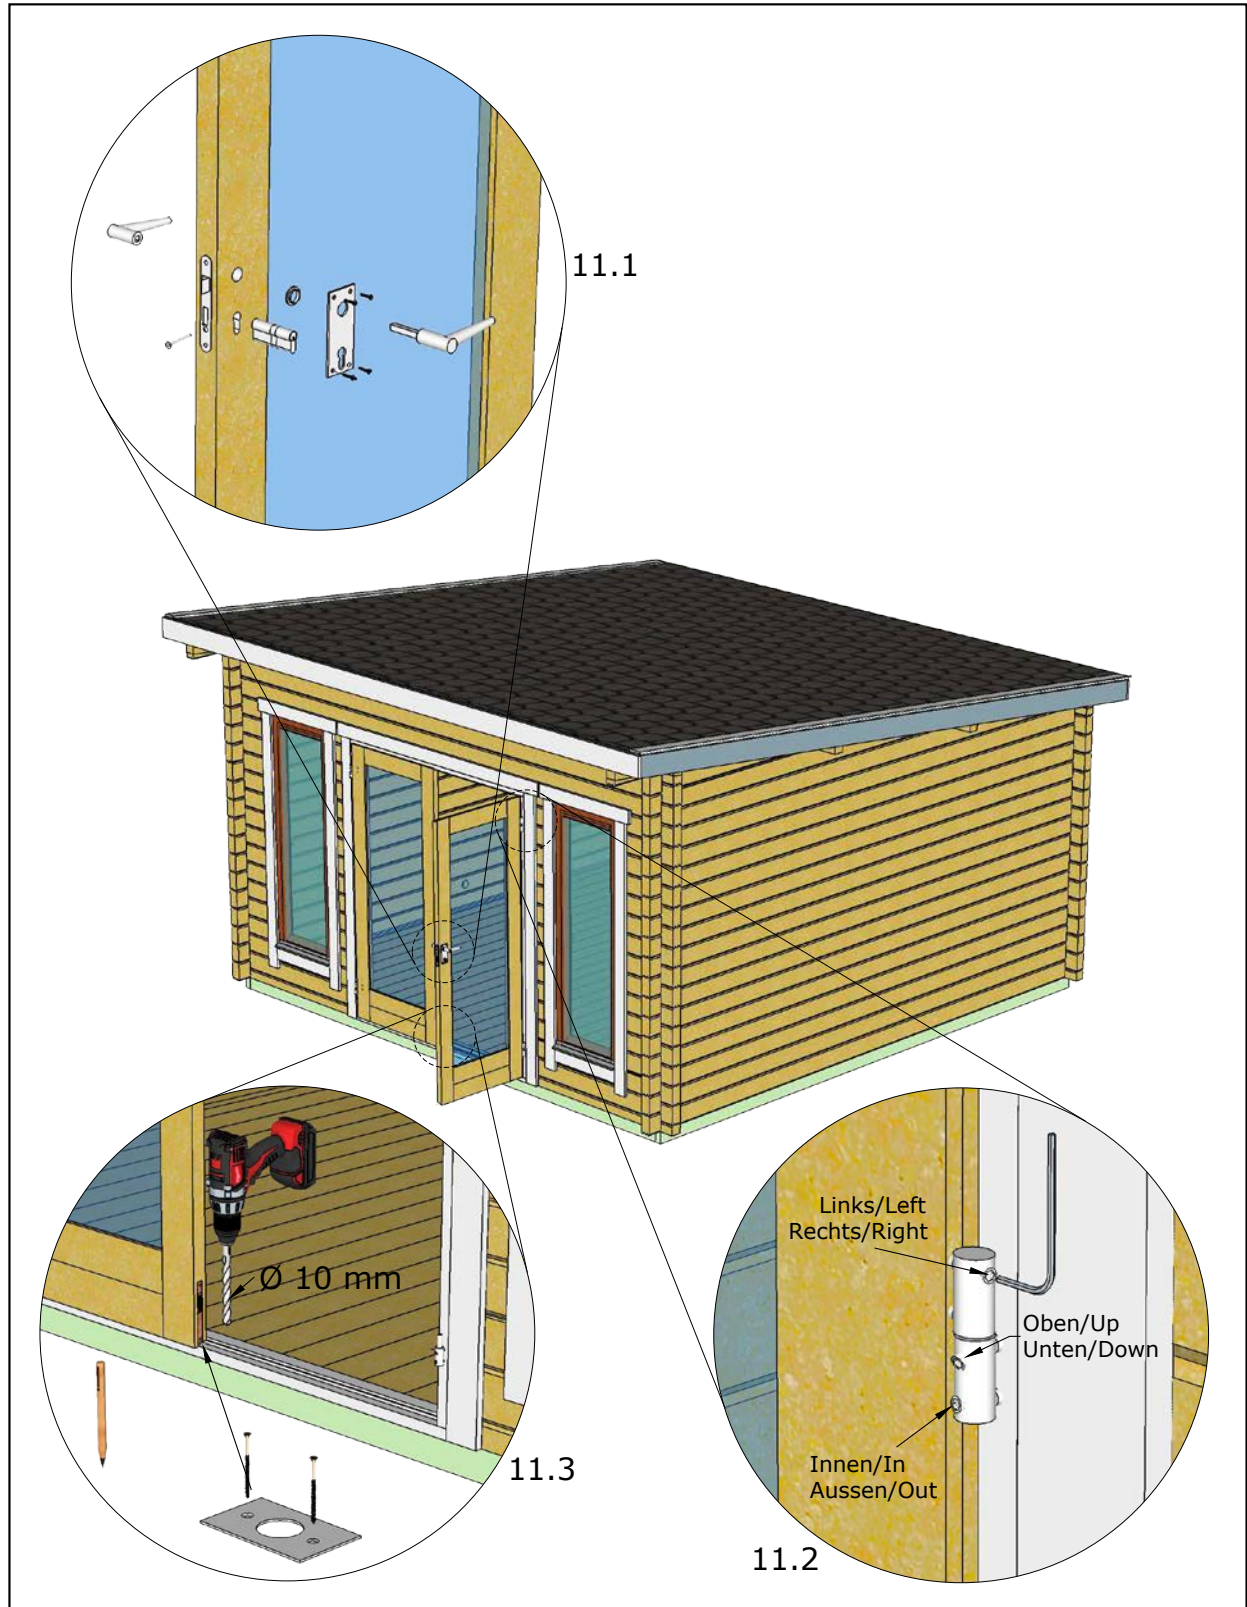 11.1
Links/Left
Rechts/Right
Ø 10 mm
Oben/Up
Unten/Down
Innen/In
Aussen/Out
11.3
11.2